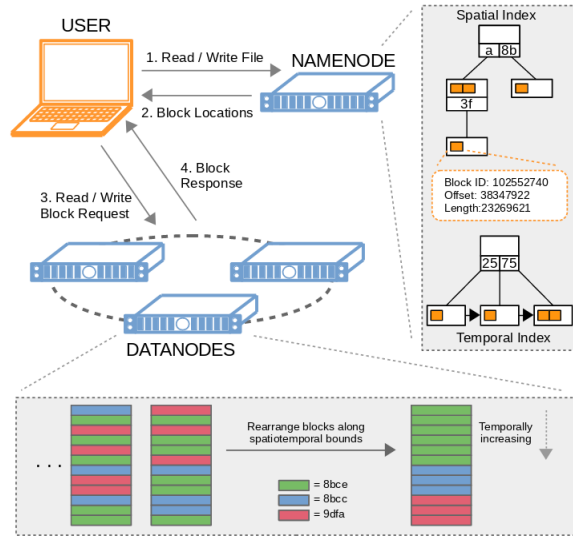 USER
1. Read / Write File
NAMENODE
2. Block Locations
4. Block
Response
3. Read / Write
Block Request
DATANODES
Spatial Index
a 8b
3f
Block ID: 102552740
Offset: 38347922
Length:23269621
25 75
Temporal Index
. . .
Rearrange blocks along
spatiotemporal bounds
Temporally
increasing
= 8bce
= 8bcc
= 9dfa